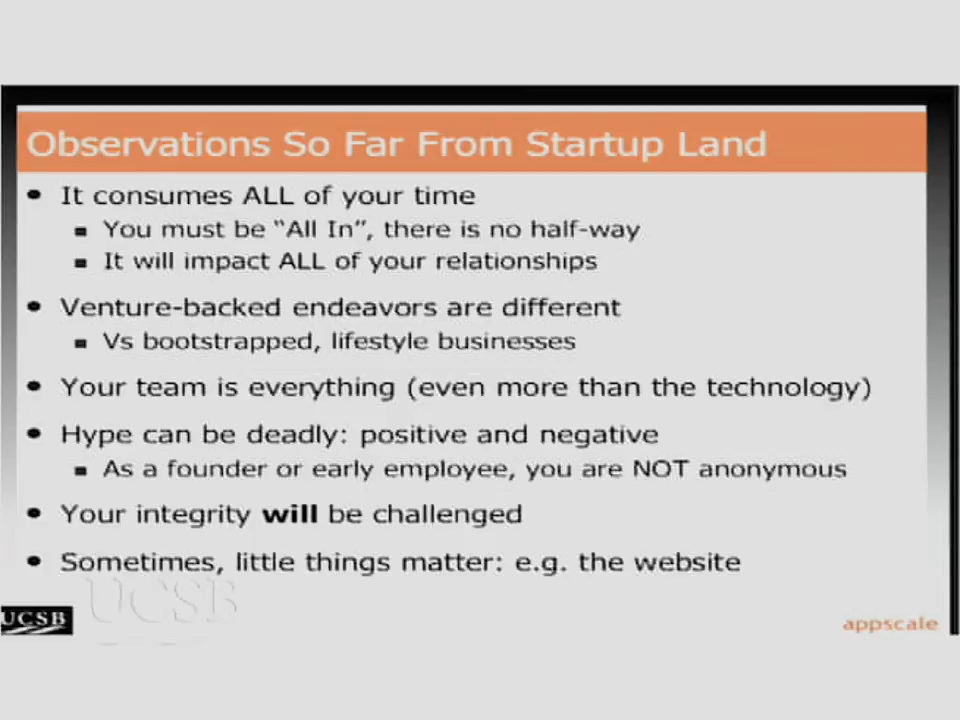 Observations So Far From Startup Land
• It consumes ALL of your time
▪ You must be “All In”, there is no half-way
▪ It will impact ALL of your relationships
• Venture-backed endeavors are different
▪ Vs bootstrapped, lifestyle businesses
• Your team is everything (even more than the technology)
• Hype can be deadly: positive and negative
▪ As a founder or early employee, you are NOT anonymous
• Your integrity will be challenged
• Sometimes, little things matter: e.g. the website
UCSB
UCSB
appscale